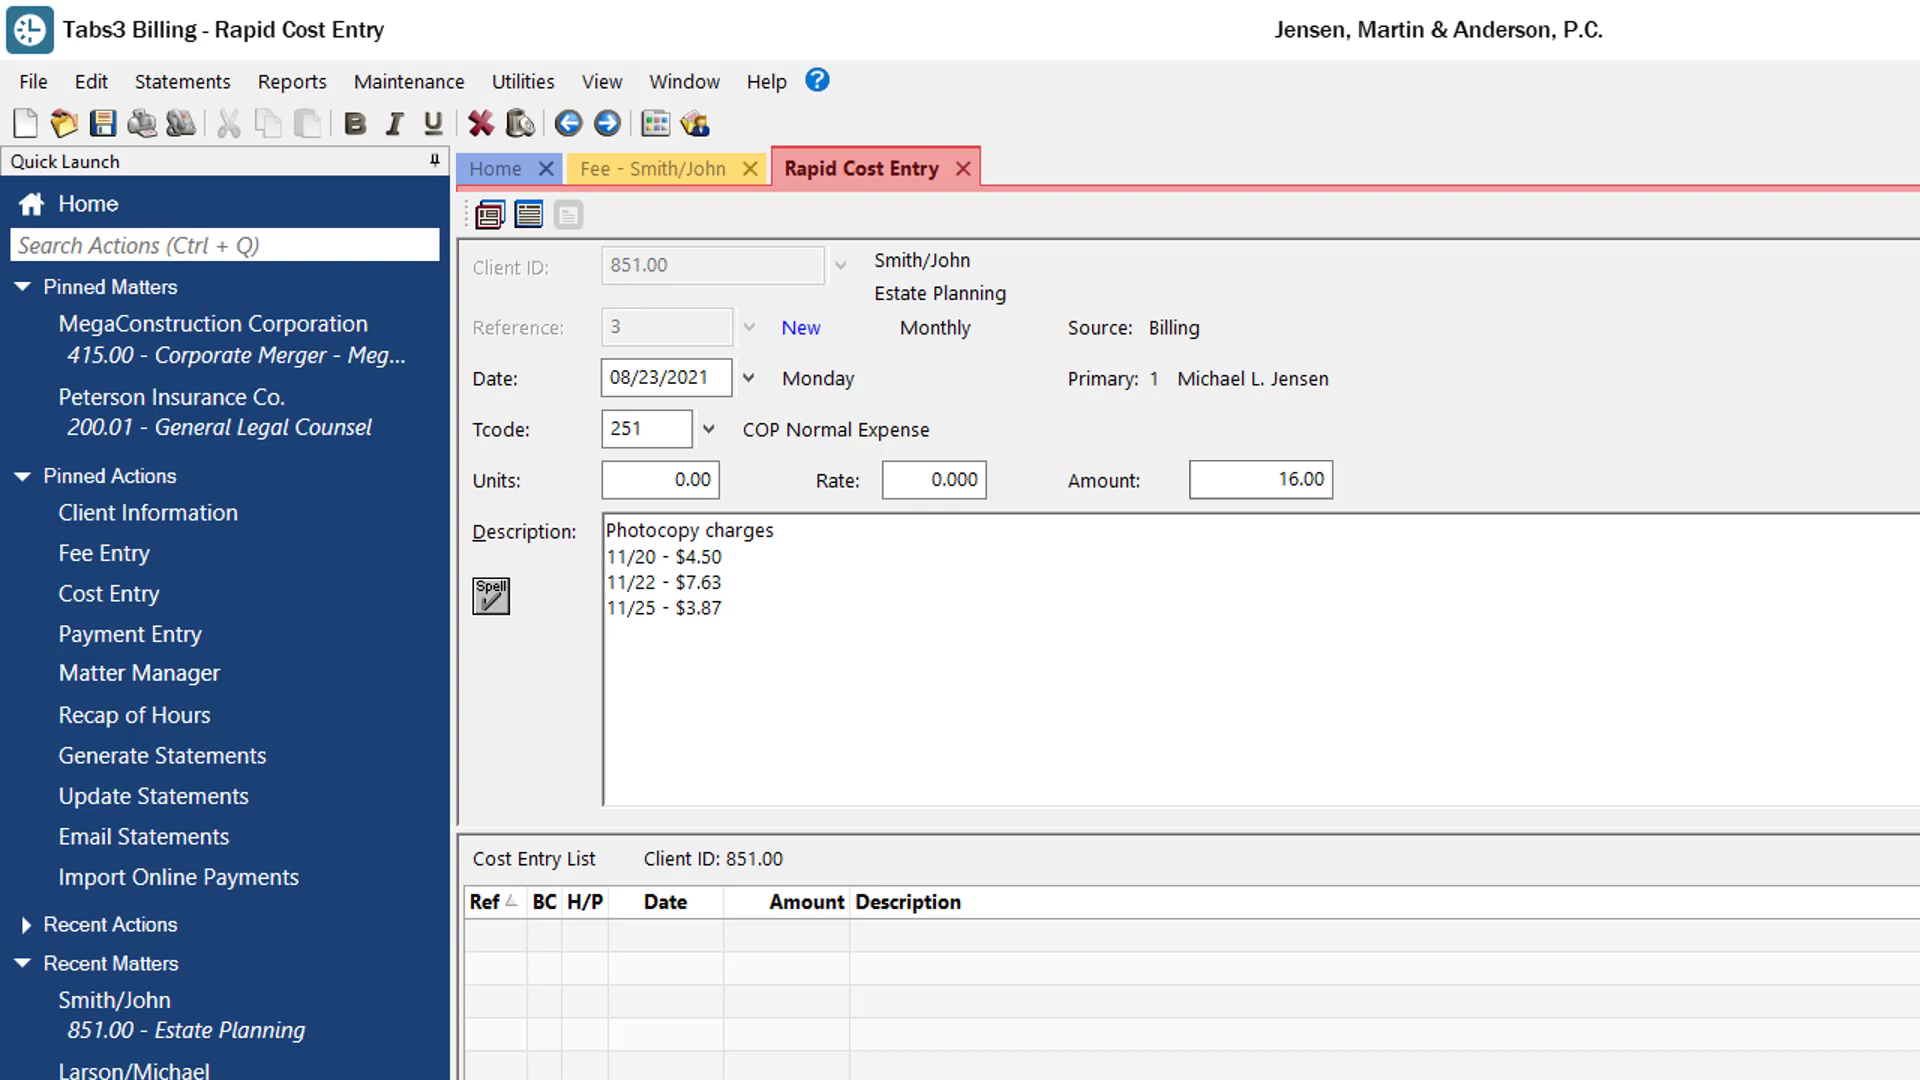 Tabs3 Billing - Rapid Cost Entry
Jensen, Martin & Anderson, P.C.
File Edit Statements Reports Maintenance Utilities View Window Help ?
B I U
Quick Launch
Home
Search Actions (Ctrl + Q)
Pinned Matters
MegaConstruction Corporation
415.00 - Corporate Merger - Meg...
Peterson Insurance Co.
200.01 - General Legal Counsel
Pinned Actions
Client Information
Fee Entry
Cost Entry
Payment Entry
Matter Manager
Recap of Hours
Generate Statements
Update Statements
Email Statements
Import Online Payments
Recent Actions
Recent Matters
Smith/John
851.00 - Estate Planning
Larson/Michael
Home Fee - Smith/John Rapid Cost Entry
Client ID: 851.00 Smith/John
Estate Planning
Reference: 3 New Monthly Source: Billing
Date: 08/23/2021 Monday Primary: 1 Michael L. Jensen
Tcode: 251 COP Normal Expense
Units: 0.00 Rate: 0.000 Amount: 16.00
Description: Photocopy charges
11/20 - $4.50
11/22 - $7.63
11/25 - $3.87
Spell
Cost Entry List Client ID: 851.00
Ref BC H/P Date Amount Description